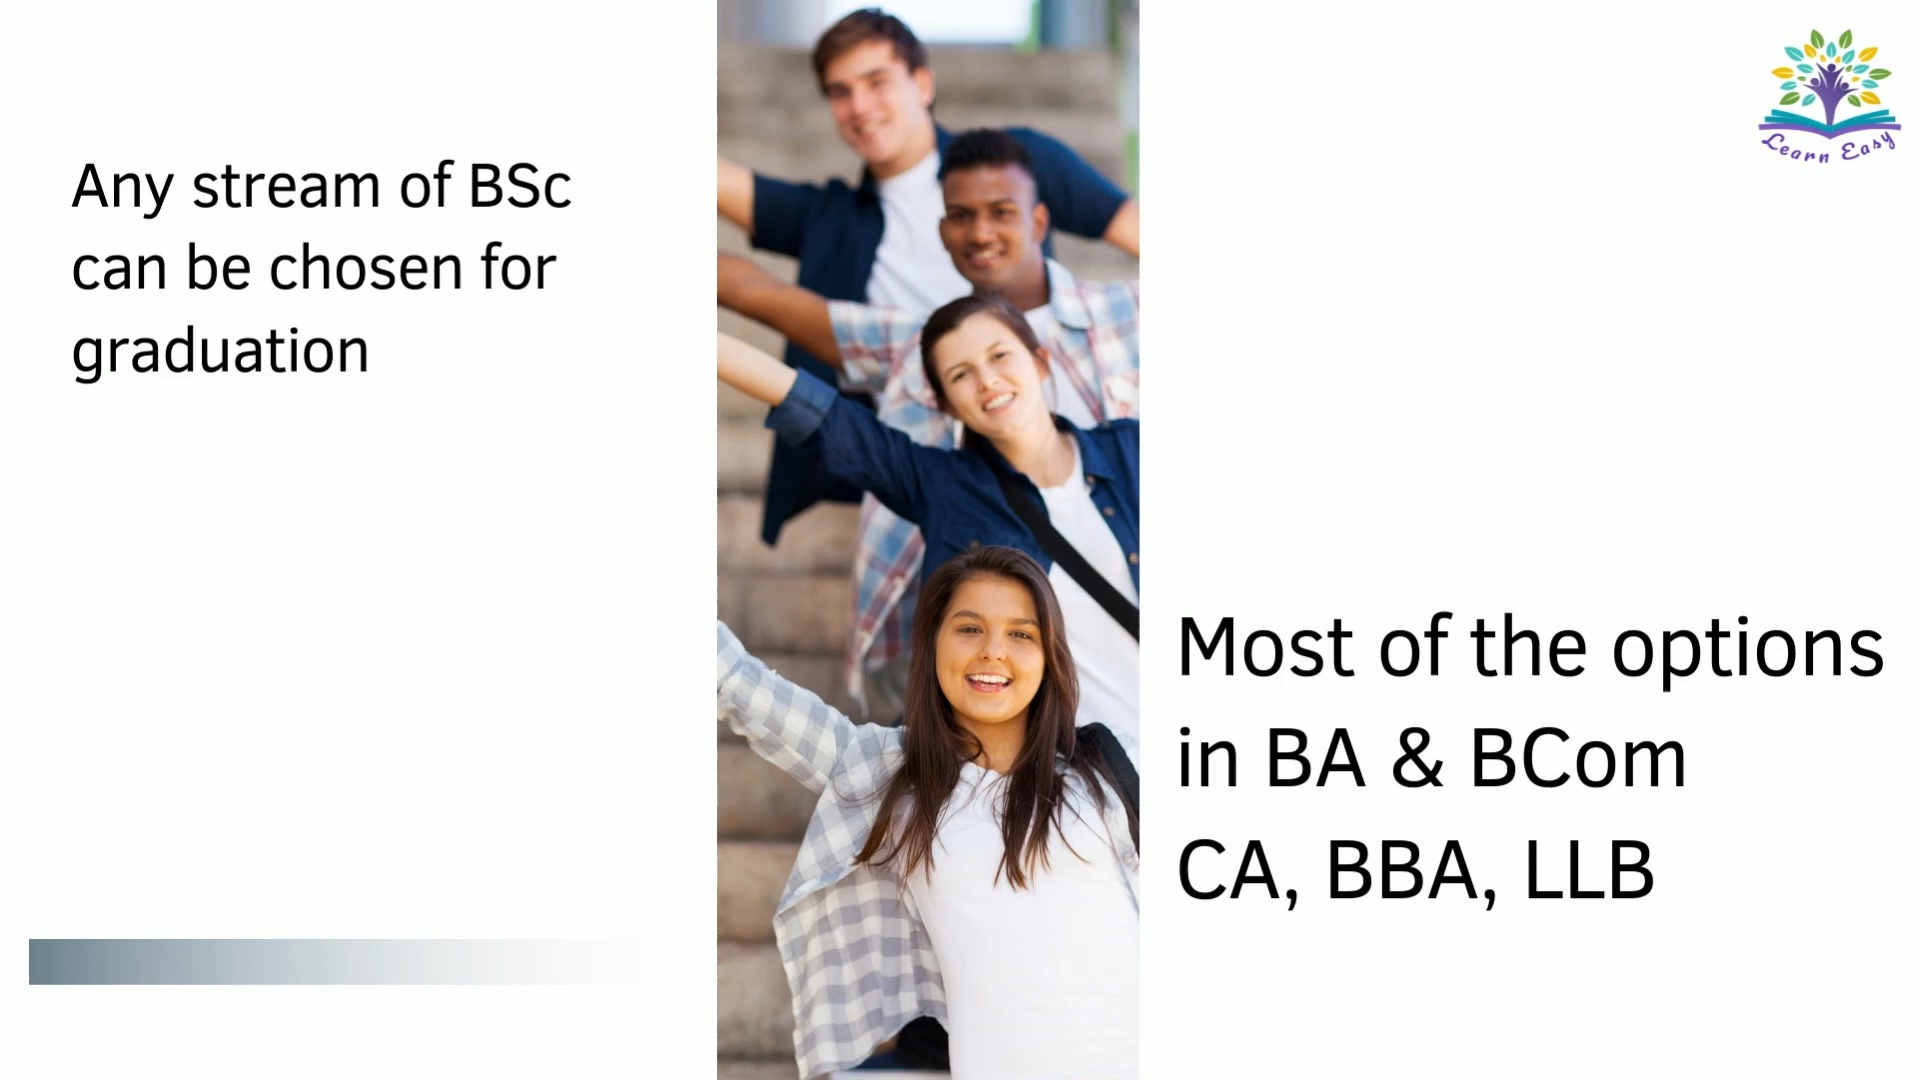 Any stream of BSc
can be chosen for
graduation
Learn Easy
Most of the options
in BA & BCom
CA, BBA, LLB